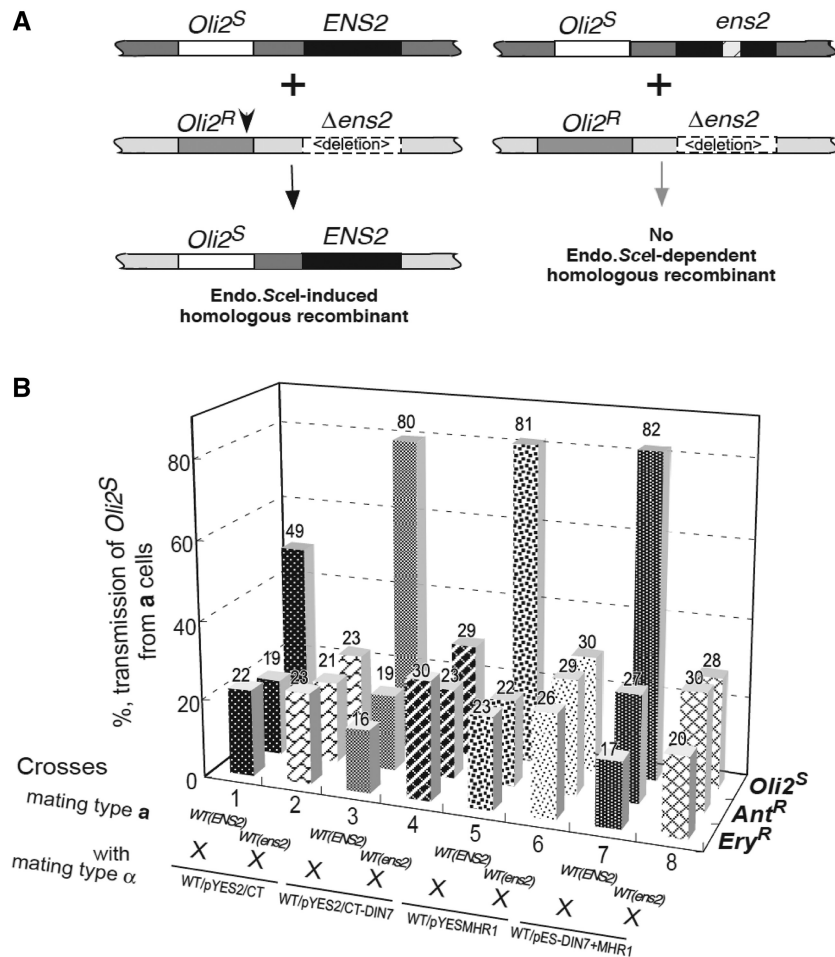 A
Oli2S ENS2
Oli2S ens2
+ +
Oli2R Δens2
<deletion>
Oli2R Δens2
<deletion>
Oli2S ENS2
Endo.SceI-induced
homologous recombinant
No
Endo.SceI-dependent
homologous recombinant
B
%, transmission of Oli2S
from a cells
80
60
40
20
0
22 19 49
23 21 23
16 19 80
30 23 29
23 22 81
26 29 30
17 27 82
20 30 28
Oli2S
AntR
EryR
Crosses
1 2 3 4 5 6 7 8
mating type a
WT(ENS2) WT(ens2) WT(ENS2) WT(ens2) WT(ENS2) WT(ens2) WT(ENS2) WT(ens2)
with
X X X X X X X X
mating type α
WT/pYES2/CT WT/pYES2/CT-DIN7 WT/pYESMHR1 WT/pES-DIN7+MHR1